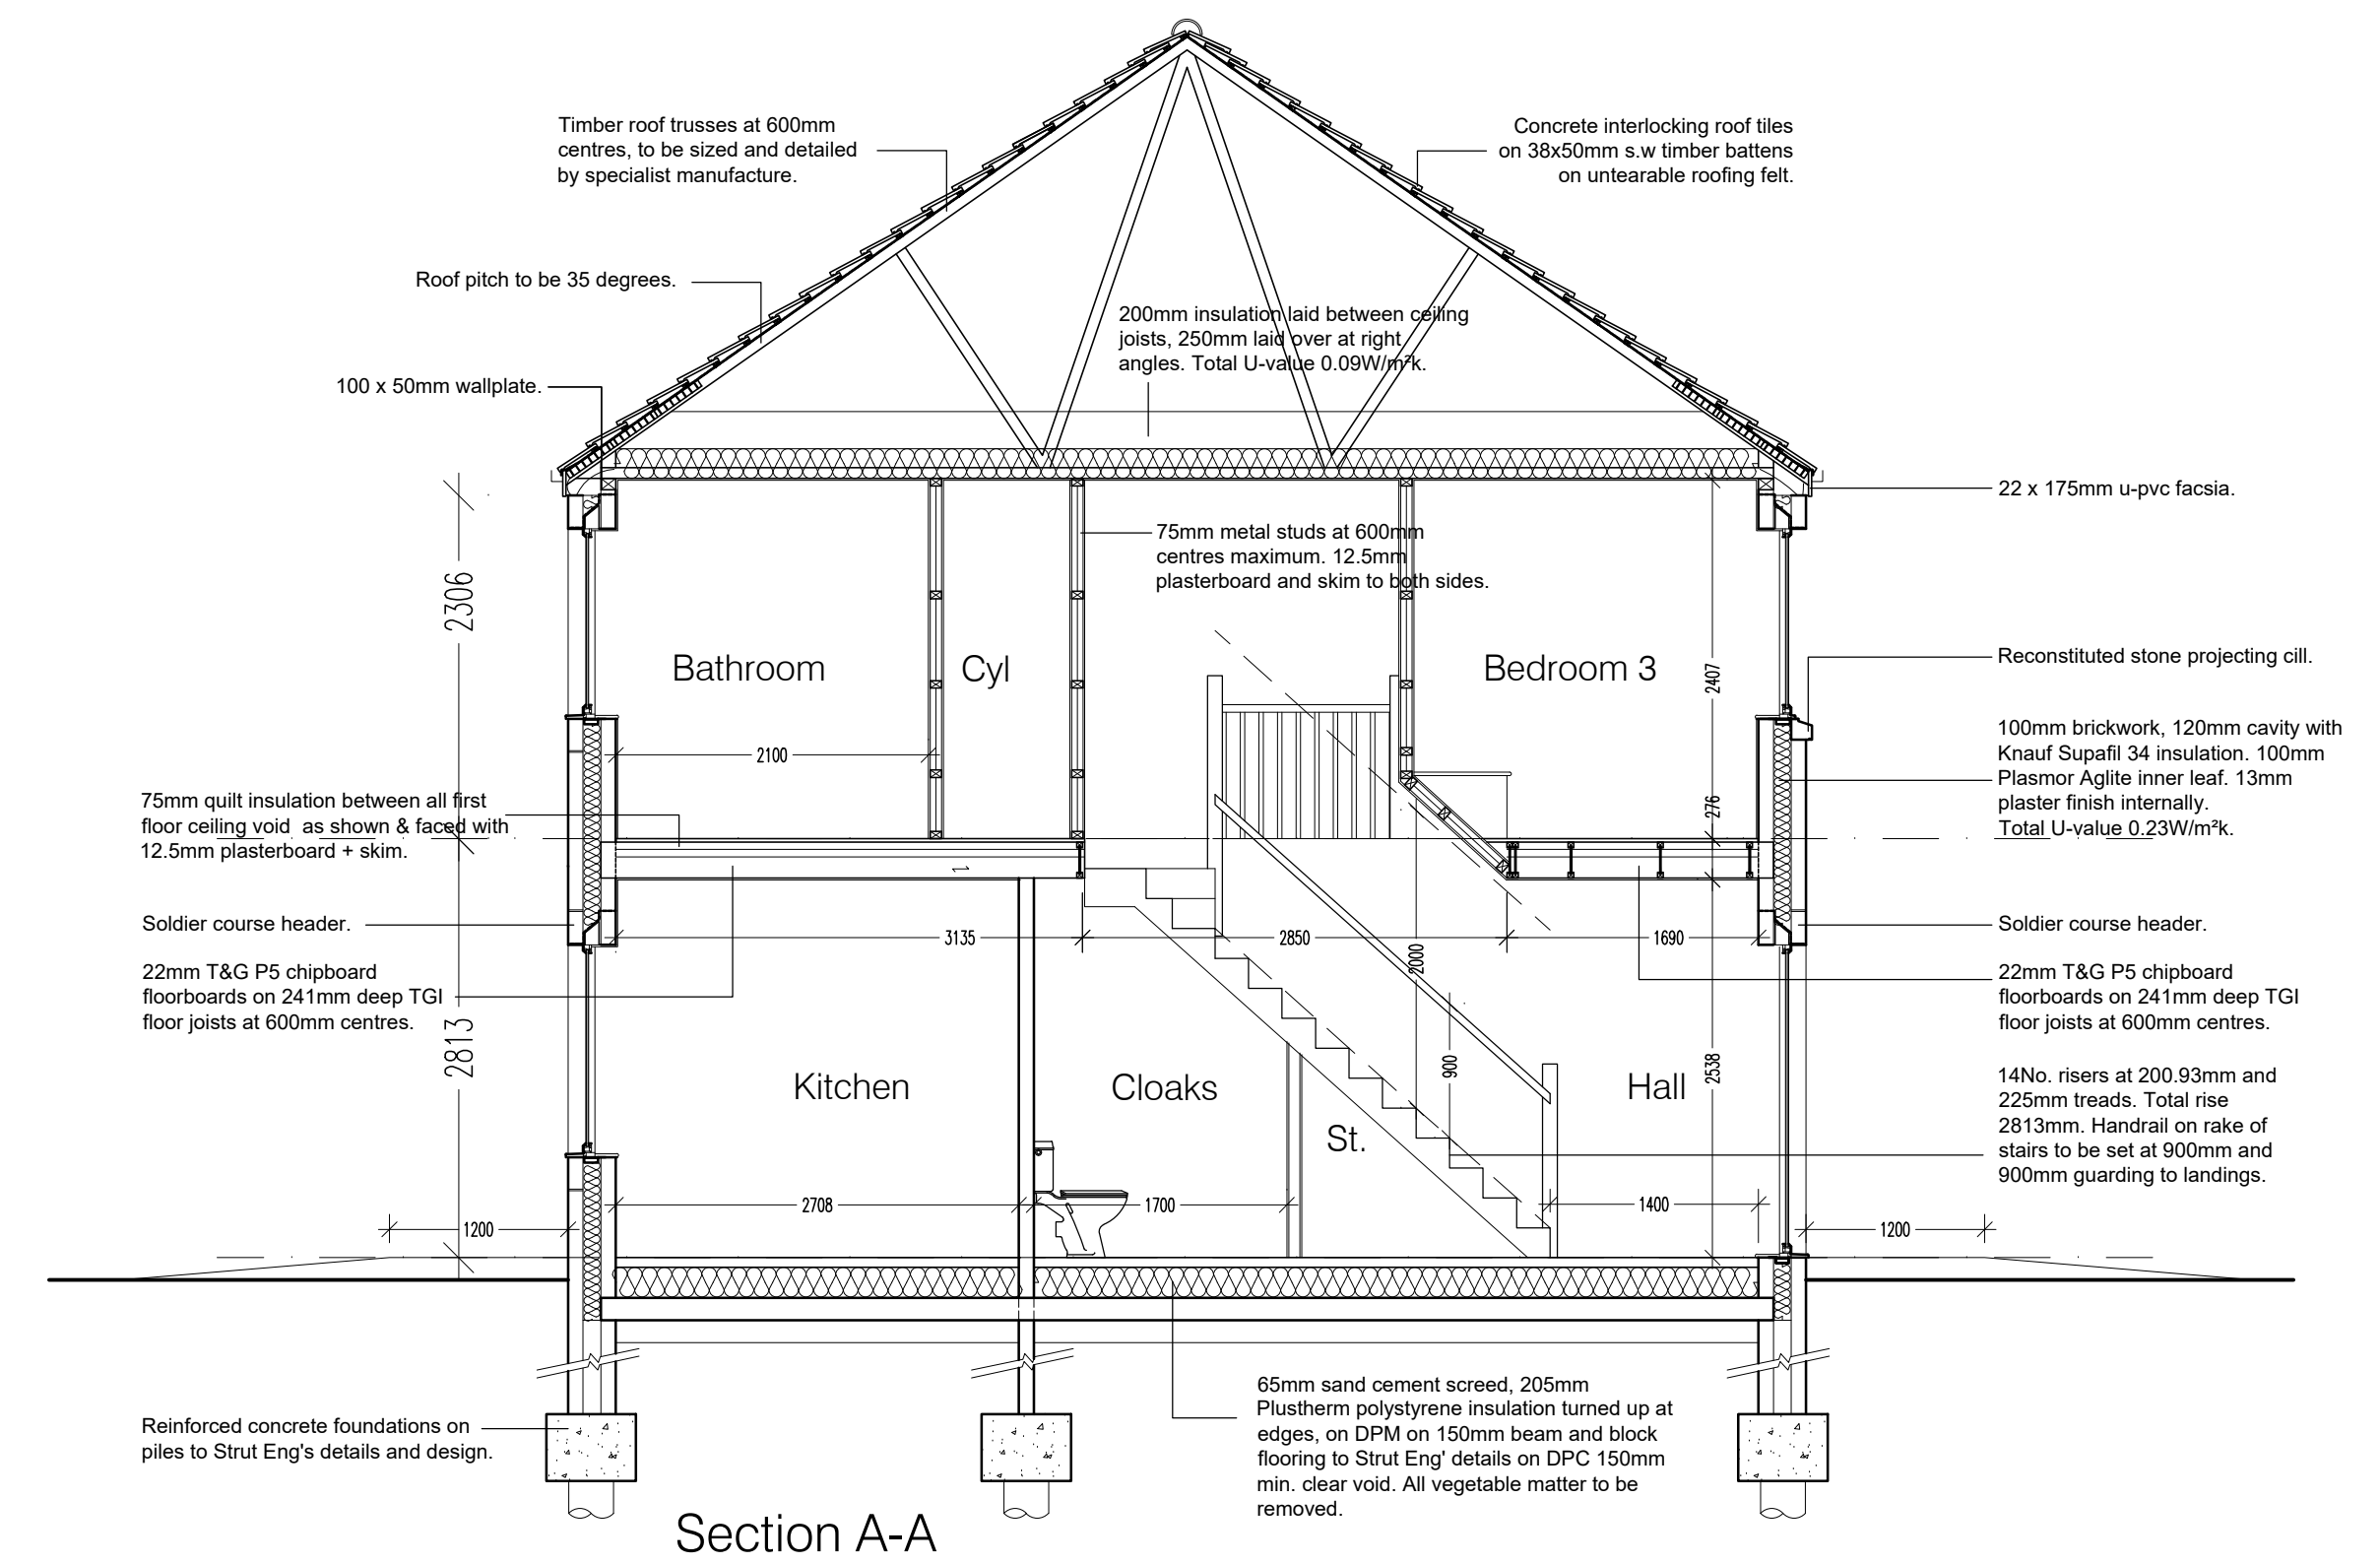 Timber roof trusses at 600mm
centres, to be sized and detailed
by specialist manufacture.
Concrete interlocking roof tiles
on 38x50mm s.w timber battens
on untearable roofing felt.
Roof pitch to be 35 degrees.
200mm insulation laid between ceiling
joists, 250mm laid over at right
angles. Total U-value 0.09W/m²k.
100 x 50mm wallplate.
22 x 175mm u-pvc facsia.
75mm metal studs at 600mm
centres maximum. 12.5mm
plasterboard and skim to both sides.
2306
Bathroom
Cyl
Bedroom 3
2407
Reconstituted stone projecting cill.
100mm brickwork, 120mm cavity with
Knauf Supafil 34 insulation. 100mm
Plasmor Aglite inner leaf. 13mm
plaster finish internally.
Total U-value 0.23W/m²k.
2100
276
75mm quilt insulation between all first
floor ceiling void as shown & faced with
12.5mm plasterboard + skim.
Soldier course header.
3135
2850
1690
2000
Soldier course header.
22mm T&G P5 chipboard
floorboards on 241mm deep TGI
floor joists at 600mm centres.
22mm T&G P5 chipboard
floorboards on 241mm deep TGI
floor joists at 600mm centres.
2813
Kitchen
Cloaks
St.
900
Hall
2538
14No. risers at 200.93mm and
225mm treads. Total rise
2813mm. Handrail on rake of
stairs to be set at 900mm and
900mm guarding to landings.
1200
2708
1700
1400
1200
65mm sand cement screed, 205mm
Plustherm polystyrene insulation turned up at
edges, on DPM on 150mm beam and block
flooring to Strut Eng' details on DPC 150mm
min. clear void. All vegetable matter to be
removed.
Reinforced concrete foundations on
piles to Strut Eng's details and design.
Section A-A